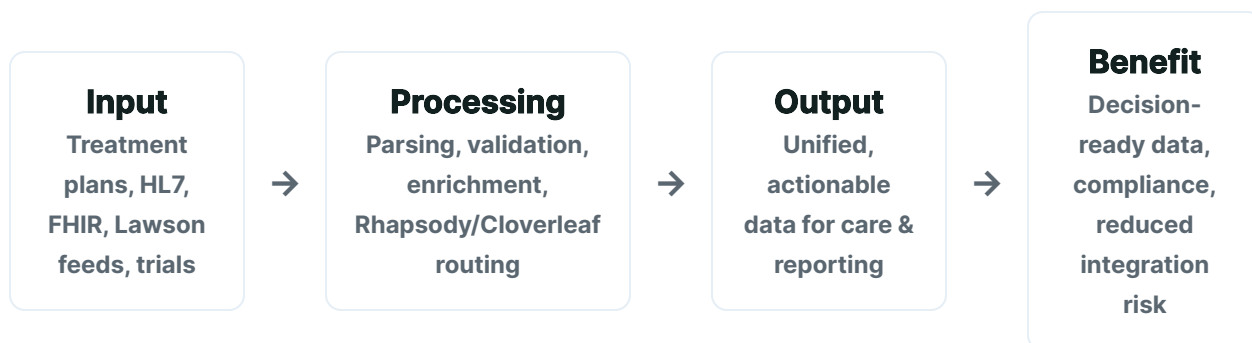 Input
Treatment
plans, HL7,
FHIR, Lawson
feeds, trials
→
Processing
Parsing, validation,
enrichment,
Rhapsody/Cloverleaf
routing
→
Output
Unified,
actionable
data for care &
reporting
→
Benefit
Decision-
ready data,
compliance,
reduced
integration
risk